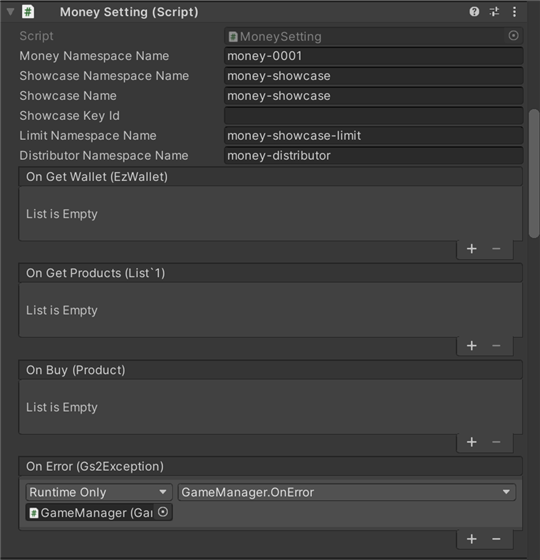 Money Setting (Script)
Script MoneySetting
Money Namespace Name money-0001
Showcase Namespace Name money-showcase
Showcase Name money-showcase
Showcase Key Id
Limit Namespace Name money-showcase-limit
Distributor Namespace Name money-distributor
On Get Wallet (EzWallet)
List is Empty
On Get Products (List`1)
List is Empty
On Buy (Product)
List is Empty
On Error (Gs2Exception)
Runtime Only GameManager.OnError
GameManager (Gai